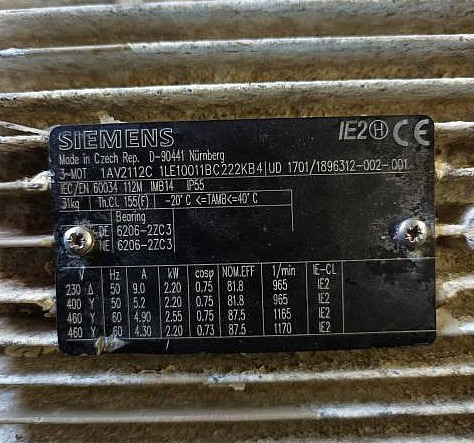 SIEMENS IE2 H CE
Made in Czech Rep. D-90441 Nürnberg
3-MOT 1AV2112C 1LE10011BC222KB4 UD 1701/1896312-002-001
IEC/EN 60034 112M IMB14 IP55
31kg Th.Cl. 155(F) -20°C <=TAMB<=40°C
Bearing
DE 6206-2ZC3
NE 6206-2ZC3
V Hz A kW cosφ NOM.EFF 1/min IE-CL
230 Δ 50 9.0 2.20 0.75 81.8 965 IE2
400 Y 50 5.2 2.20 0.75 81.8 965 IE2
460 Y 60 4.90 2.55 0.75 87.5 1165 IE2
460 Y 60 4.30 2.20 0.73 87.5 1170 IE2